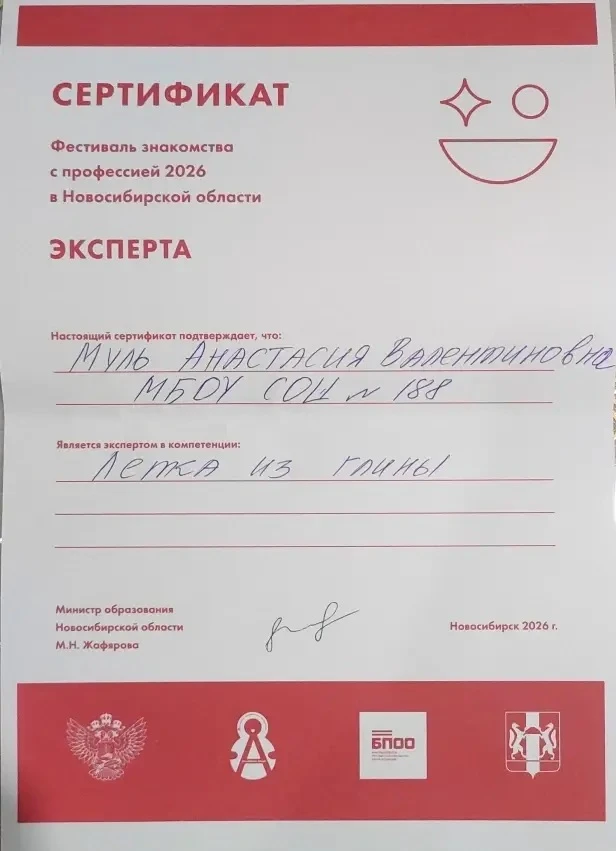 СЕРТИФИКАТ
Фестиваль знакомства
с профессией 2026
в Новосибирской области
ЭКСПЕРТА
Настоящий сертификат подтверждает, что:
Муль Анастасия Валентиновна
МБОУ СОШ № 188
Является экспертом в компетенции:
Лепка из глины
Министр образования
Новосибирской области
М.Н. Жафярова
Новосибирск 2026 г.
БПОО